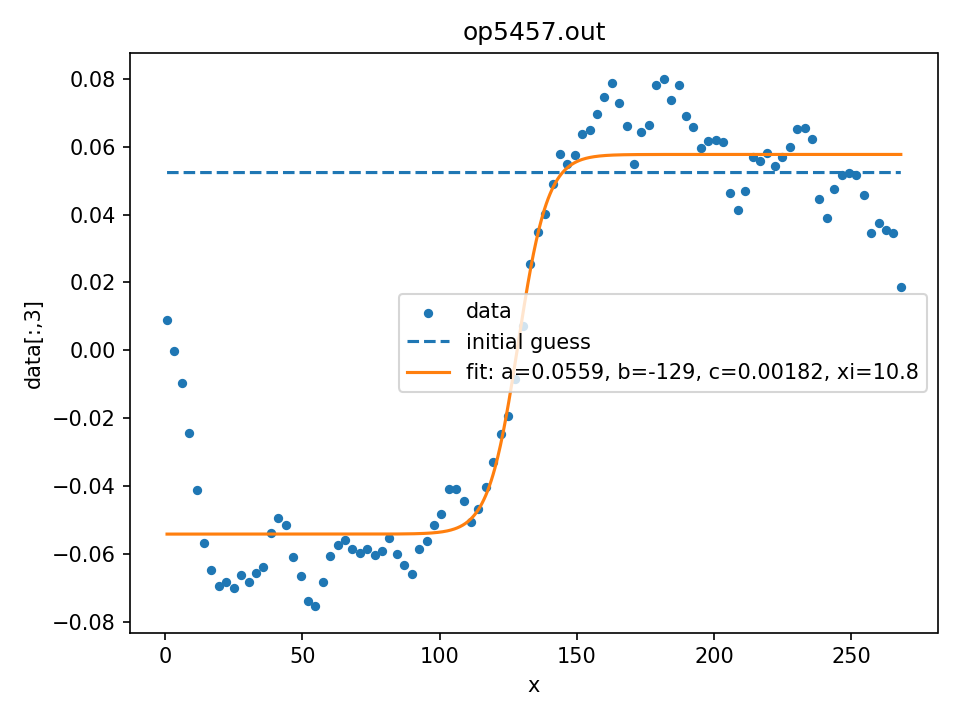 op5457.out
0.08
0.06
0.04
0.02
0.00
−0.02
−0.04
−0.06
−0.08
data[:,3]
data
initial guess
fit: a=0.0559, b=-129, c=0.00182, xi=10.8
0 50 100 150 200 250
x